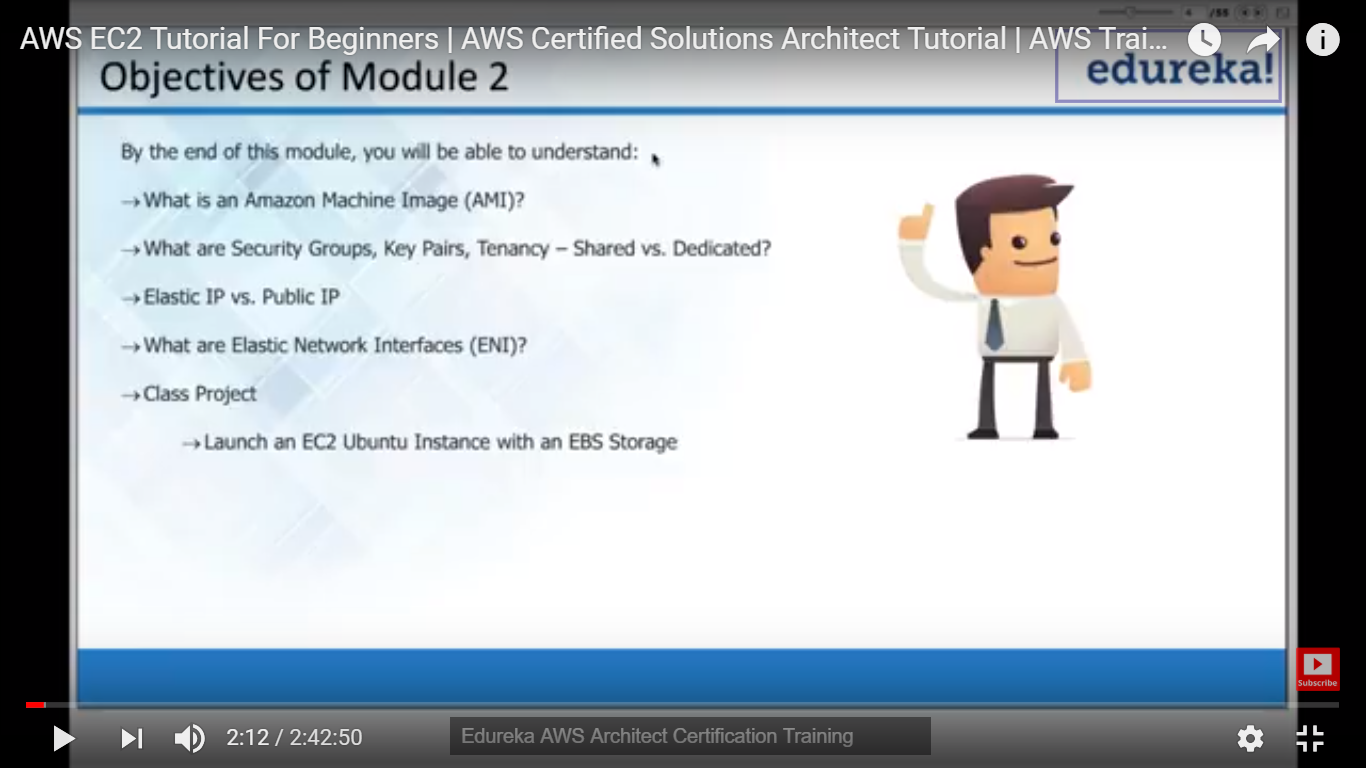 AWS EC2 Tutorial For Beginners | AWS Certified Solutions Architect Tutorial | AWS Trai...
/55
Objectives of Module 2
edureka!
By the end of this module, you will be able to understand:
→What is an Amazon Machine Image (AMI)?
→What are Security Groups, Key Pairs, Tenancy – Shared vs. Dedicated?
→Elastic IP vs. Public IP
→What are Elastic Network Interfaces (ENI)?
→Class Project
→Launch an EC2 Ubuntu Instance with an EBS Storage
Subscribe
2:12 / 2:42:50
Edureka AWS Architect Certification Training